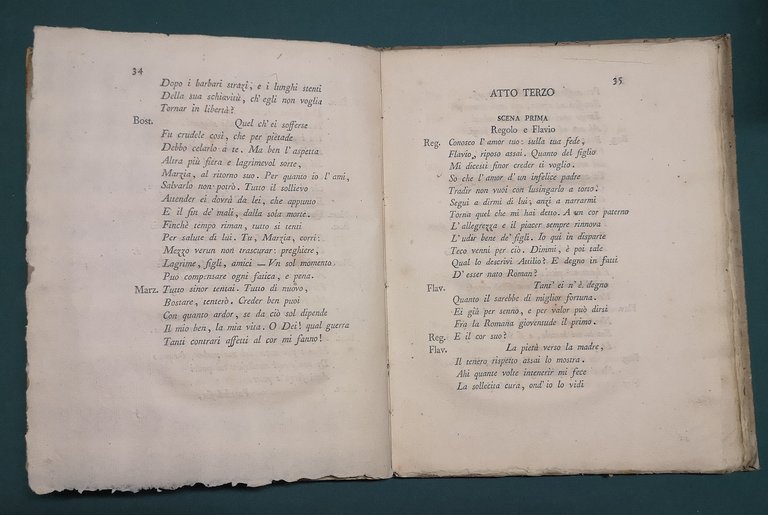 34
Dopo i barbari strazi, e i lunghi stenti
Della sua schiavitù, ch' egli non voglia
Tornar in libertà?
Bost. Quel ch' ei sofferse
Fu crudele così, che per pietade
Debbo celarlo a te. Ma ben l' aspetta
Altra più fiera e lagrimevol sorte,
Marzia, al ritorno suo. Per quanto io l' ami,
Salvarlo non potrò. Tutto il sollievo
Attender ei dovrà da lei, che appunto
E il fin de' mali, dalla sola morte.
Finchè tempo riman, tutto si tenti
Per salute di lui. Tu, Marzia, corri:
Mezzo verun non trascurar: preghiere,
Lagrime, figli, amici — Un sol momento
Può compensare ogni fatica, e pena.
Marz. Tutto sinor tentai. Tutto di nuovo,
Bostare, tenterò. Creder ben puoi
Con quanto ardor, se da ciò sol dipende
Il mio ben, la mia vita. O Dei! qual guerra
Tanti contrari affetti al cor mi fanno!
35
ATTO TERZO
SCENA PRIMA
Regolo e Flavio
Reg. Conosco l' amor tuo: sulla tua fede,
Flavio, riposo assai. Quanto del figlio
Mi dicesti finor creder ti voglio.
So che l' amor d' un infelice padre
Tradir non vuoi con lusingarlo a torto.
Segui a dirmi di lui; anzi a narrarmi
Torna quel che mi hai detto. A un cor paterno
L' allegrezza e il piacer sempre rinnova
L' udir bene de' figli. Io qui in disparte
Teco venni per ciò. Dimmi, è poi tale
Qual lo descrivi Attilio? E degno in fatti
D' esser nato Roman?
Flav. Tant' ei n' è degno
Quanto il sarebbe di miglior fortuna.
Ei già per senno, e per valor può dirsi
Fra la Romana gioventude il primo.
Reg. E il cor suo?
Flav. La pietà verso la madre,
Il tenero rispetto assai lo mostra.
Ahi quante volte intenerir mi fece
La sollecita cura, ond' io lo vidi